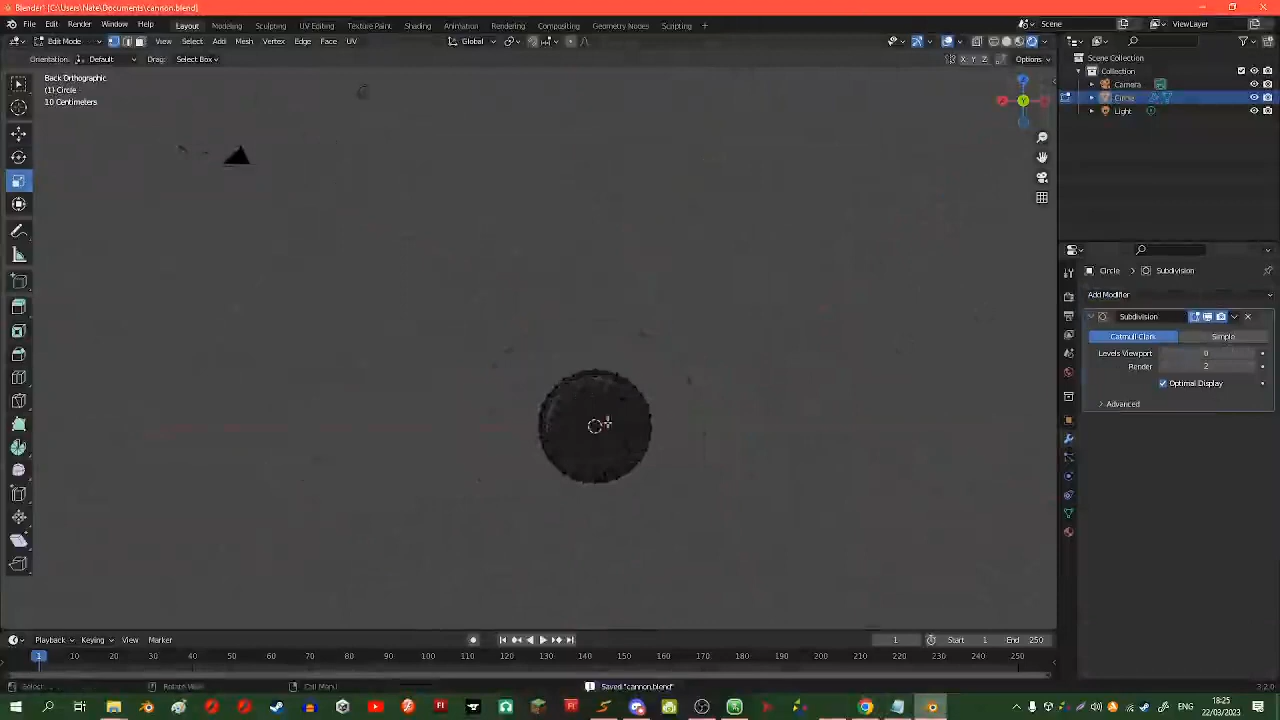 Blender* [C:\Users\Nate\Documents\cannon.blend]
File Edit Render Window Help Layout Modeling Sculpting UV Editing Texture Paint Shading Animation Rendering Compositing Geometry Nodes Scripting + Scene ViewLayer
Edit Mode View Select Add Mesh Vertex Edge Face UV Global
Orientation: Default Drag: Select Box X Y Z Options
Back Orthographic
(1) Circle
10 Centimeters
Scene Collection
Collection
Camera
Circle
Light
Circle > Subdivision
Add Modifier
Subdivision
Catmull-Clark Simple
Levels Viewport 0
Render 2
Optimal Display
Advanced
Playback Keying View Marker 1 Start 1 End 250
1 10 20 30 40 50 60 70 80 90 100 110 120 130 140 150 160 170 180 190 200 210 220 230 240 250
Select Rotate View Call Menu Saved "cannon.blend" 3.2.0
18:25
22/03/2023